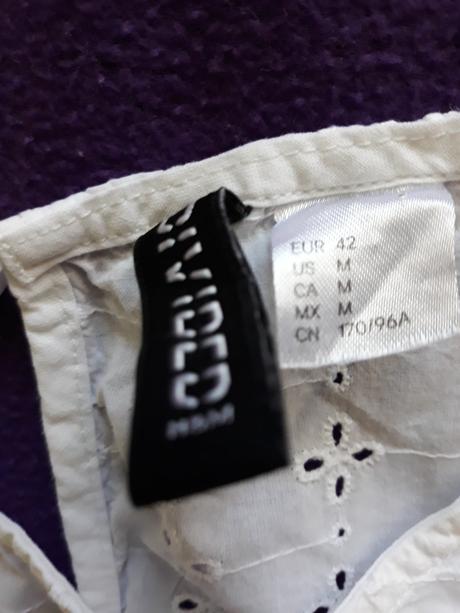 DIVIDED
H&M
EUR 42
US M
CA M
MX M
CN 170/96A